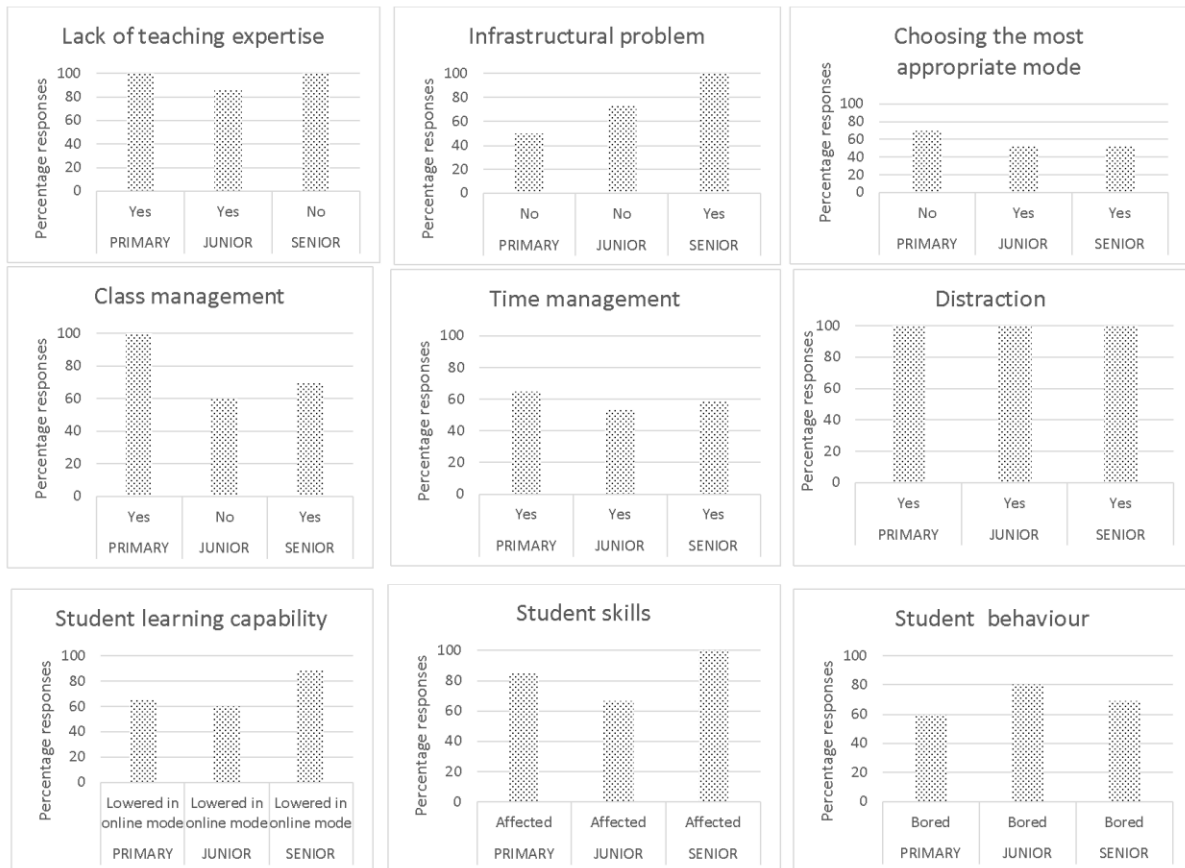 Lack of teaching expertise
Percentage responses
100
80
60
40
20
0
Yes Yes No
PRIMARY JUNIOR SENIOR
Infrastructural problem
Percentage responses
100
80
60
40
20
0
No No Yes
PRIMARY JUNIOR SENIOR
Choosing the most
appropriate mode
Percentage responses
100
80
60
40
20
0
No Yes Yes
PRIMARY JUNIOR SENIOR
Class management
Percentage responses
100
80
60
40
20
0
Yes No Yes
PRIMARY JUNIOR SENIOR
Time management
Percentage responses
100
80
60
40
20
0
Yes Yes Yes
PRIMARY JUNIOR SENIOR
Distraction
Percentage responses
100
80
60
40
20
0
Yes Yes Yes
PRIMARY JUNIOR SENIOR
Student learning capability
Percentage responses
100
80
60
40
20
0
Lowered in Lowered in Lowered in
online mode online mode online mode
PRIMARY JUNIOR SENIOR
Student skills
Percentage responses
100
80
60
40
20
0
Affected Affected Affected
PRIMARY JUNIOR SENIOR
Student behaviour
Percentage responses
100
80
60
40
20
0
Bored Bored Bored
PRIMARY JUNIOR SENIOR